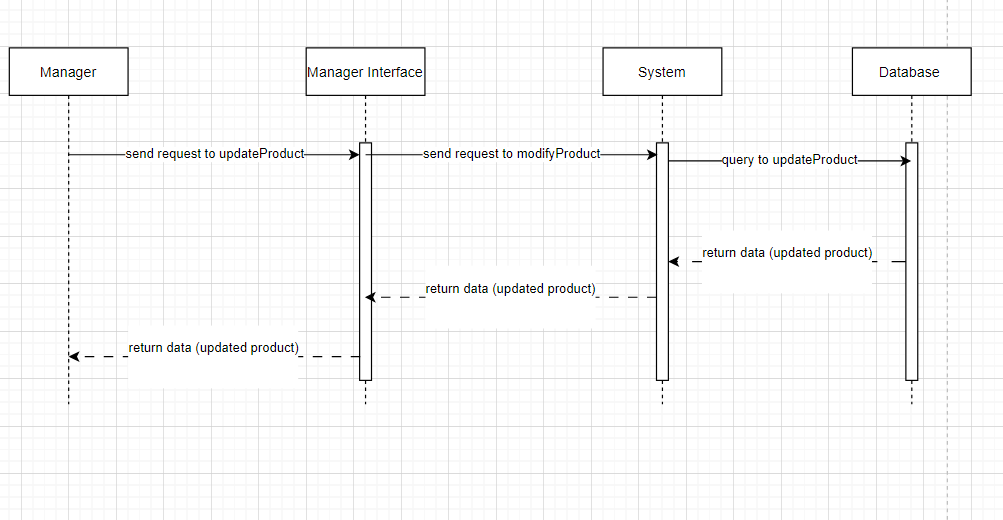 Manager
Manager Interface
System
Database
send request to updateProduct
send request to modifyProduct
query to updateProduct
return data (updated product)
return data (updated product)
return data (updated product)